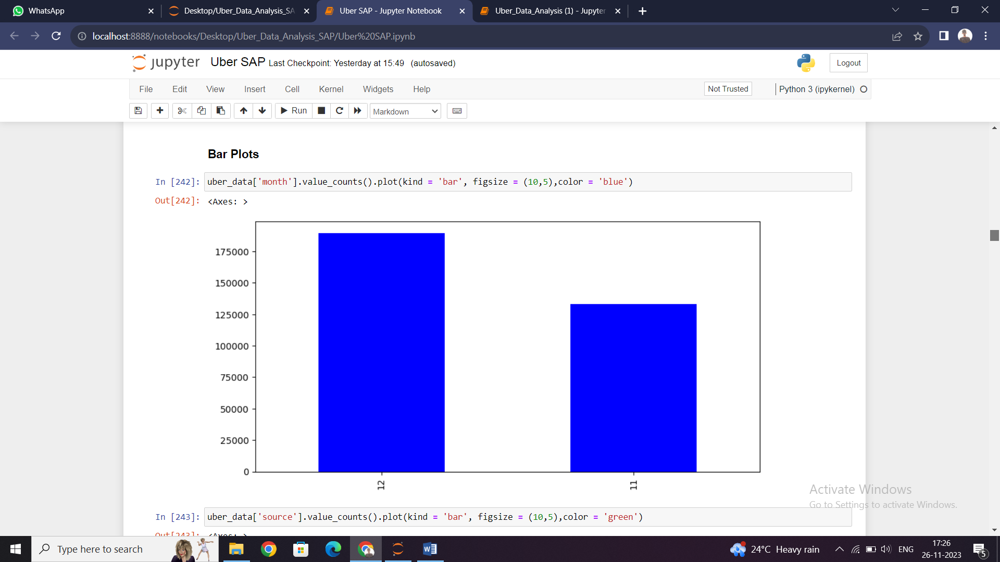 WhatsApp
Desktop/Uber_Data_Analysis_SA
Uber SAP - Jupyter Notebook
Uber_Data_Analysis (1) - Jupyter
localhost:8888/notebooks/Desktop/Uber_Data_Analysis_SAP/Uber%20SAP.ipynb
jupyter Uber SAP Last Checkpoint: Yesterday at 15:49 (autosaved)
Logout
File Edit View Insert Cell Kernel Widgets Help
Not Trusted
Python 3 (ipykernel)
Run
Markdown
Bar Plots
In [242]: uber_data['month'].value_counts().plot(kind = 'bar', figsize = (10,5),color = 'blue')
Out[242]: <Axes: >
175000
150000
125000
100000
75000
50000
25000
0
12
11
Activate Windows
Go to Settings to activate Windows.
In [243]: uber_data['source'].value_counts().plot(kind = 'bar', figsize = (10,5),color = 'green')
Out[243]: <Axes: >
Type here to search
24°C Heavy rain
ENG
17:26
26-11-2023
5